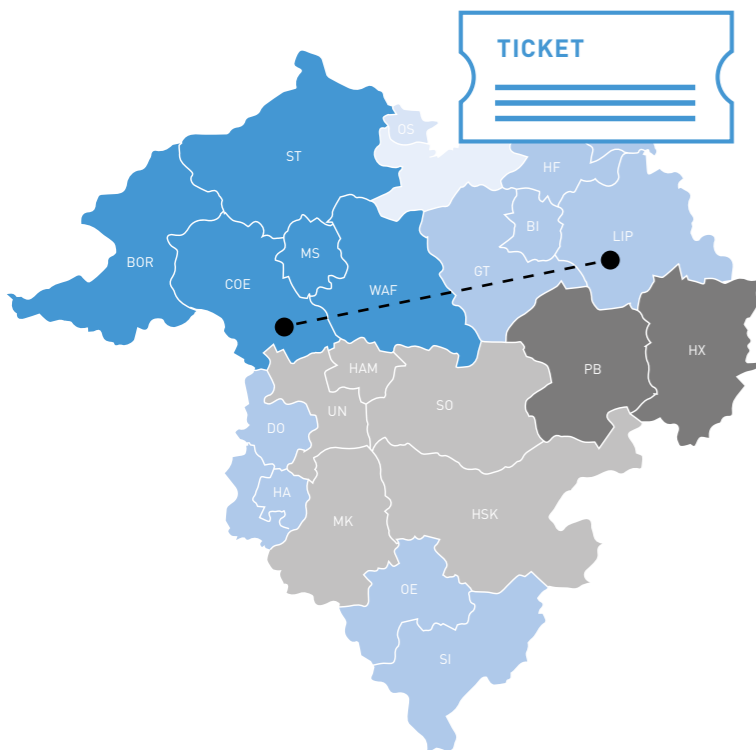 TICKET
OS
ST
HF
BI
LIP
MS
BOR
GT
COE
WAF
HX
HAM
PB
SO
UN
DO
HA
HSK
MK
OE
SI